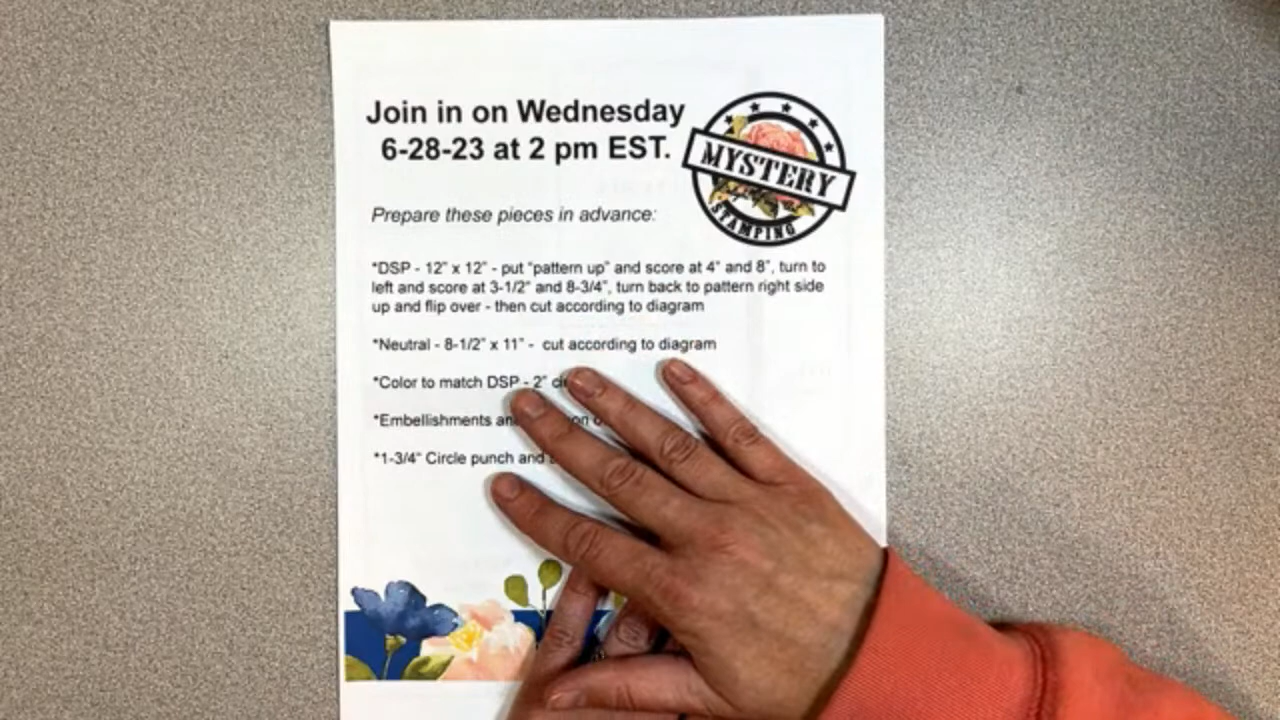 Join in on Wednesday
6-28-23 at 2 pm EST.
MYSTERY
STAMPING
Prepare these pieces in advance:
*DSP - 12" x 12" - put "pattern up" and score at 4" and 8", turn to
left and score at 3-1/2" and 8-3/4", turn back to pattern right side
up and flip over - then cut according to diagram
*Neutral - 8-1/2" x 11" - cut according to diagram
*Color to match DSP - 2"
*Embellishments
*1-3/4" Circle punch and